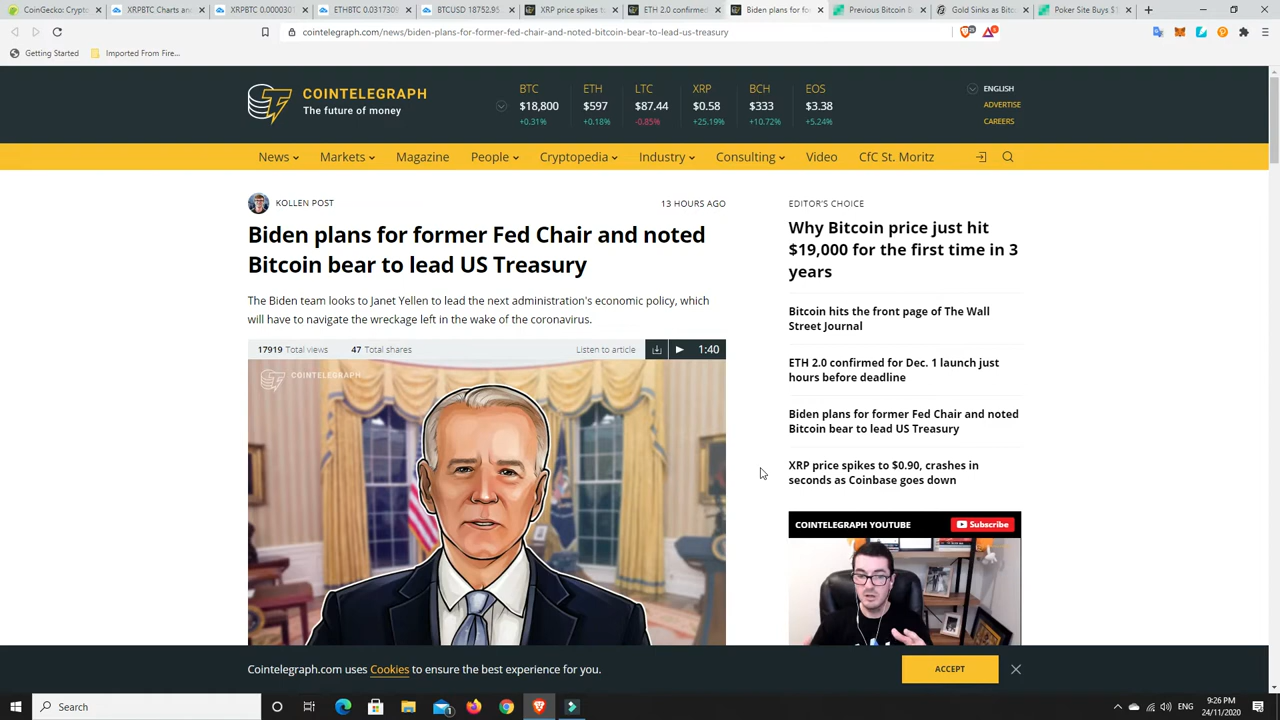 CoinGecko: Crypto
XRPBTC Charts and
XRPBTC 0.0000301
ETHBTC 0.0317309
BTCUSD 18752.95
XRP price spikes t
ETH 2.0 confirmed
Biden plans for fo
Previous Bitcoin B
Gold Sinks as Bitc
Poker Site Buys $1
cointelegraph.com/news/biden-plans-for-former-fed-chair-and-noted-bitcoin-bear-to-lead-us-treasury
Getting Started
Imported From Fire...
COINTELEGRAPH
The future of money
BTC ETH LTC XRP BCH EOS
$18,800 $597 $87.44 $0.58 $333 $3.38
+0.31% +0.18% -0.85% +25.19% +10.72% +5.24%
ENGLISH
ADVERTISE
CAREERS
News Markets Magazine People Cryptopedia Industry Consulting Video CfC St. Moritz
KOLLEN POST
13 HOURS AGO
Biden plans for former Fed Chair and noted
Bitcoin bear to lead US Treasury
The Biden team looks to Janet Yellen to lead the next administration's economic policy, which
will have to navigate the wreckage left in the wake of the coronavirus.
17919 Total views 47 Total shares Listen to article 1:40
COINTELEGRAPH
EDITOR'S CHOICE
Why Bitcoin price just hit
$19,000 for the first time in 3
years
Bitcoin hits the front page of The Wall
Street Journal
ETH 2.0 confirmed for Dec. 1 launch just
hours before deadline
Biden plans for former Fed Chair and noted
Bitcoin bear to lead US Treasury
XRP price spikes to $0.90, crashes in
seconds as Coinbase goes down
COINTELEGRAPH YOUTUBE
Subscribe
Cointelegraph.com uses Cookies to ensure the best experience for you.
ACCEPT
Search
ENG
9:26 PM
24/11/2020